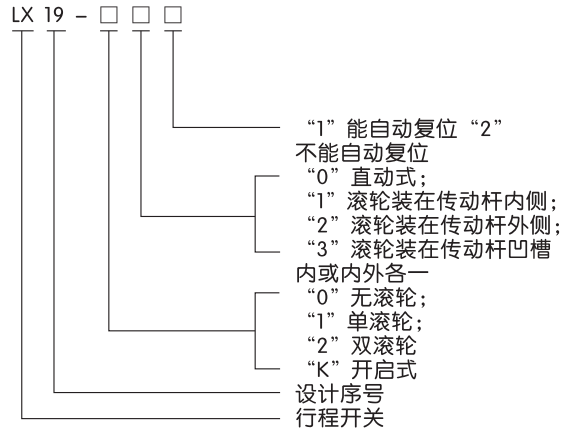 LX 19 - □ □ □
“1”能自动复位“2”
不能自动复位
“0”直动式；
“1”滚轮装在传动杆内侧；
“2”滚轮装在传动杆外侧；
“3”滚轮装在传动杆凹槽
内或内外各一
“0”无滚轮；
“1”单滚轮；
“2”双滚轮
“K”开启式
设计序号
行程开关